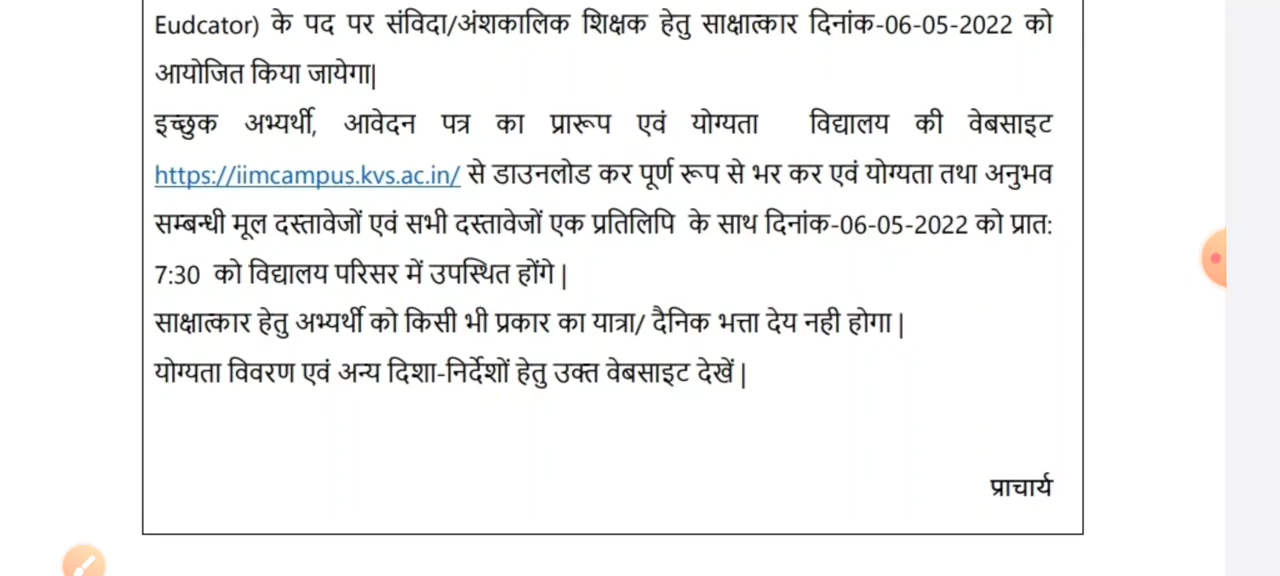 Eudcator) के पद पर संविदा/अंशकालिक शिक्षक हेतु साक्षात्कार दिनांक-06-05-2022 को
आयोजित किया जायेगा|
इच्छुक अभ्यर्थी, आवेदन पत्र का प्रारूप एवं योग्यता विद्यालय की वेबसाइट
https://iimcampus.kvs.ac.in/ से डाउनलोड कर पूर्ण रूप से भर कर एवं योग्यता तथा अनुभव
सम्बन्धी मूल दस्तावेजों एवं सभी दस्तावेजों एक प्रतिलिपि के साथ दिनांक-06-05-2022 को प्रात:
7:30 को विद्यालय परिसर में उपस्थित होंगे |
साक्षात्कार हेतु अभ्यर्थी को किसी भी प्रकार का यात्रा/ दैनिक भत्ता देय नही होगा |
योग्यता विवरण एवं अन्य दिशा-निर्देशों हेतु उक्त वेबसाइट देखें |
प्राचार्य